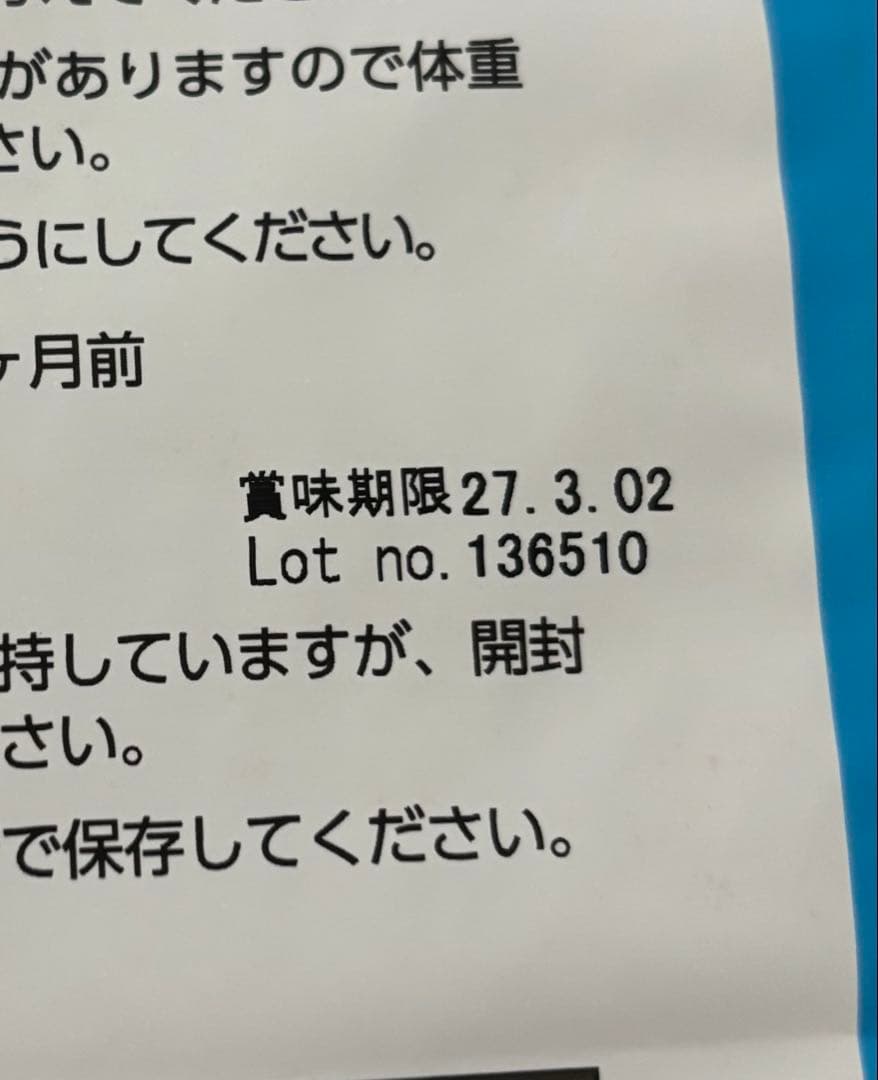 がありますので体重
さい。
うにしてください。
ヶ月前
賞味期限27.3.02
Lot no.136510
持していますが、開封
さい。
で保存してください。